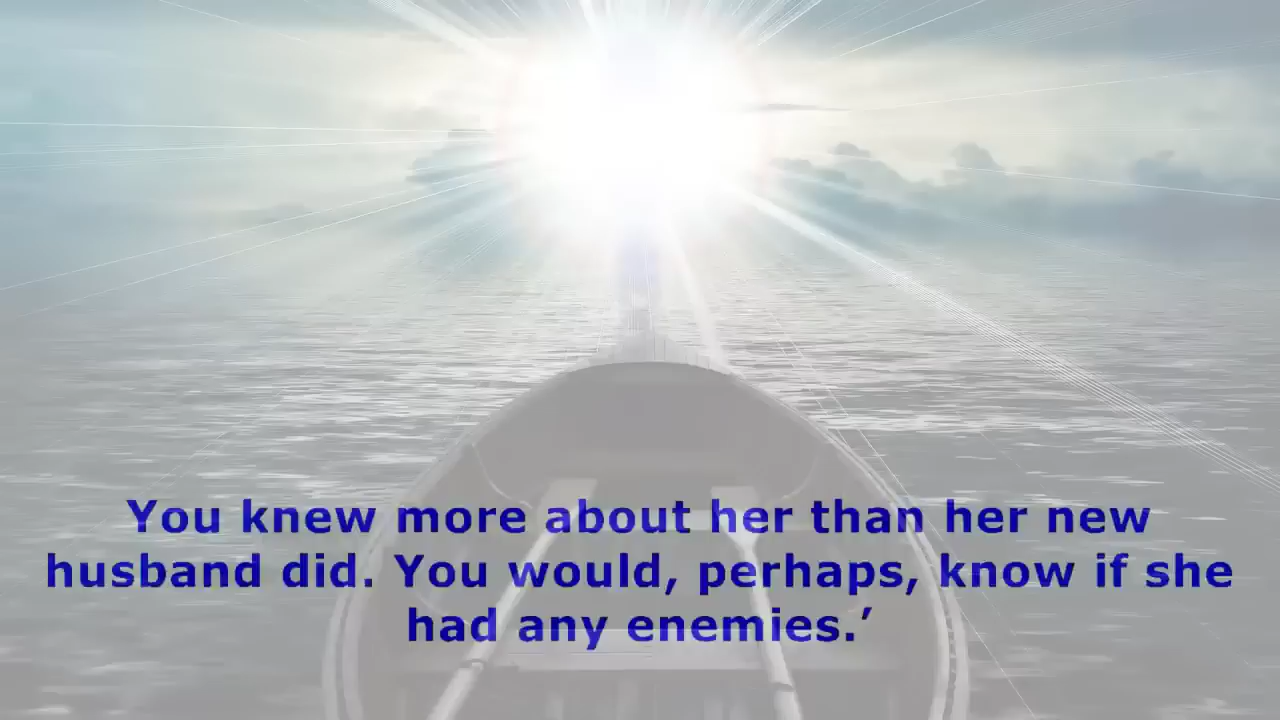 You knew more about her than her new
husband did. You would, perhaps, know if she
had any enemies.’